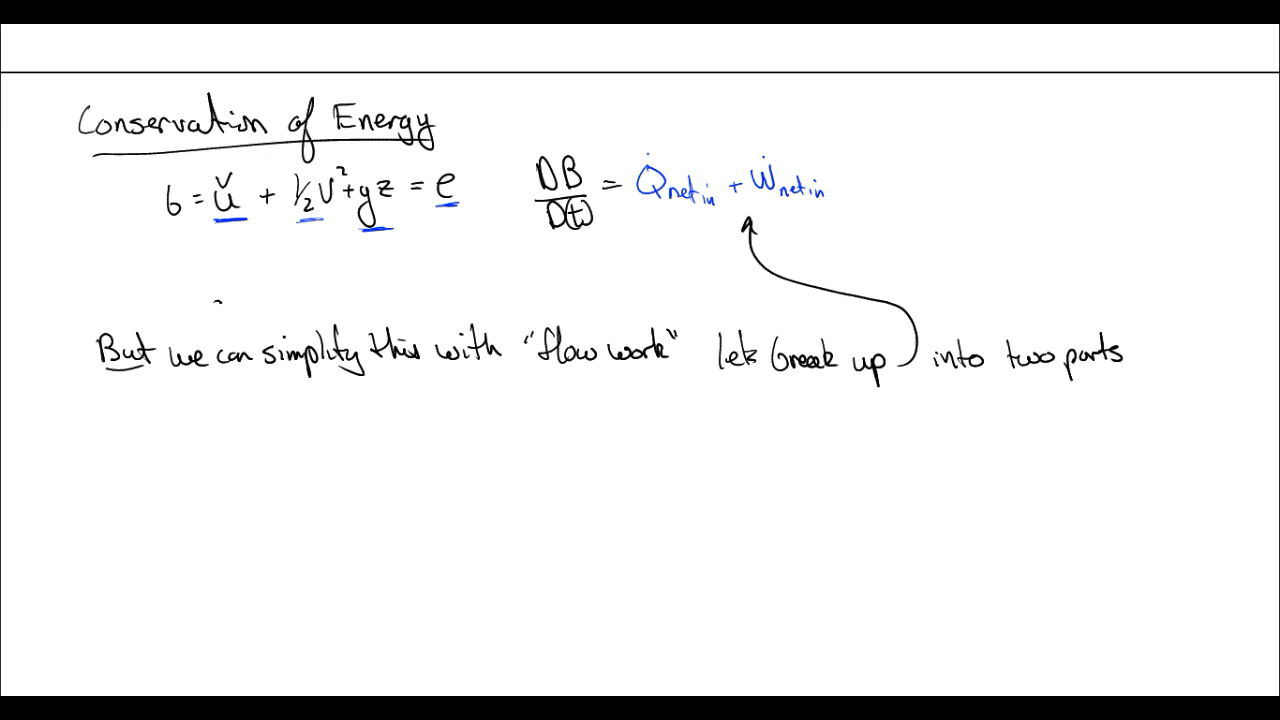 Conservation of Energy
b = ǔ + ½V² + gz = e   DB/D(t) = Q̇net in + Ẇnet in
But we can simplify this with "flow work" lets break up into two parts